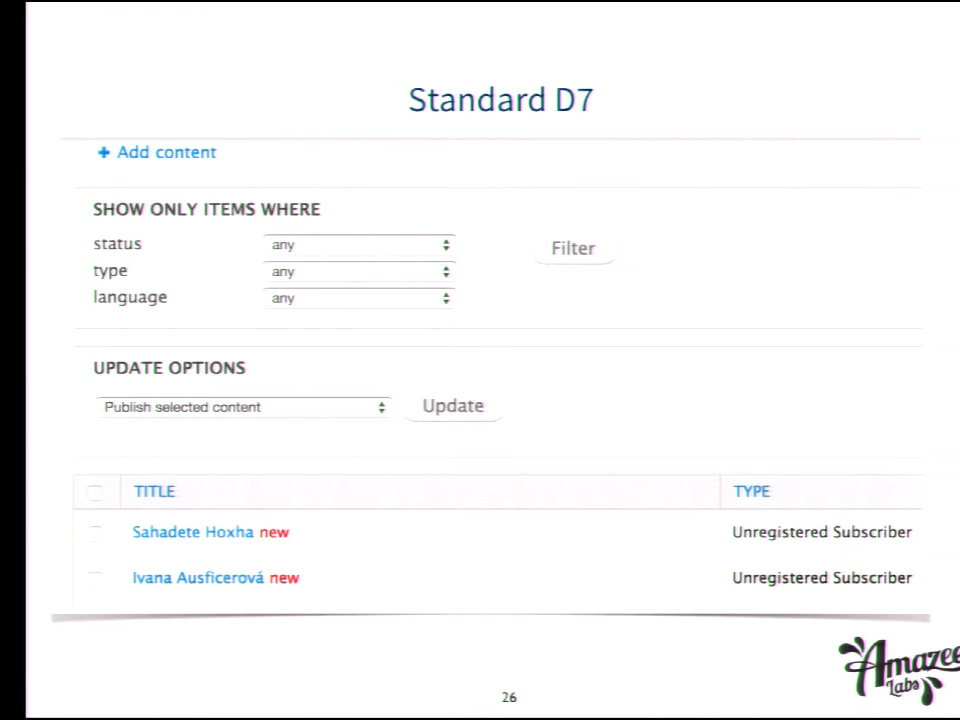 Standard D7
+ Add content
SHOW ONLY ITEMS WHERE
status any Filter
type any
language any
UPDATE OPTIONS
Publish selected content Update
TITLE TYPE
Sahadete Hoxha new Unregistered Subscriber
Ivana Ausficerová new Unregistered Subscriber
Amazee
Labs
26